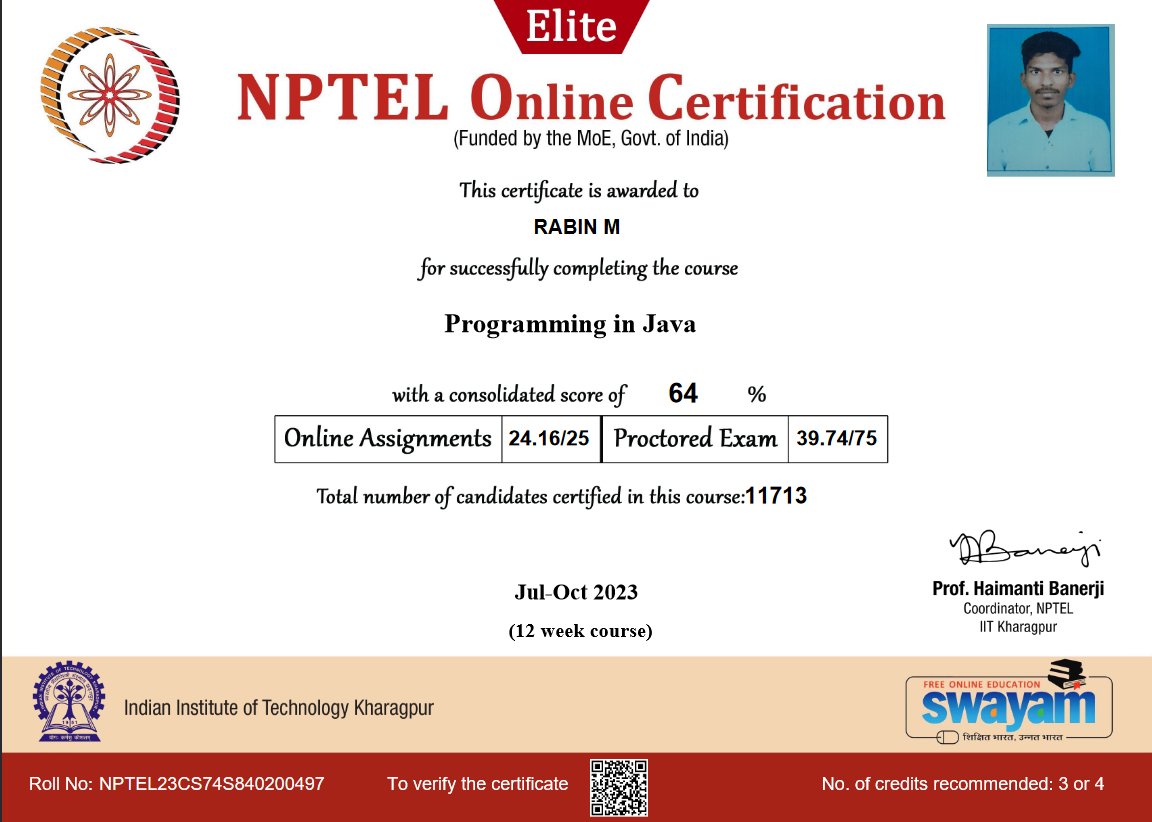 Elite
NPTEL Online Certification
(Funded by the MoE, Govt. of India)
This certificate is awarded to
RABIN M
for successfully completing the course
Programming in Java
with a consolidated score of 64 %
Online Assignments 24.16/25 Proctored Exam 39.74/75
Total number of candidates certified in this course:11713
Jul-Oct 2023
(12 week course)
Prof. Haimanti Banerji
Coordinator, NPTEL
IIT Kharagpur
Indian Institute of Technology Kharagpur
FREE ONLINE EDUCATION
swayam
शिक्षित भारत, उन्नत भारत
Roll No: NPTEL23CS74S840200497
To verify the certificate
No. of credits recommended: 3 or 4